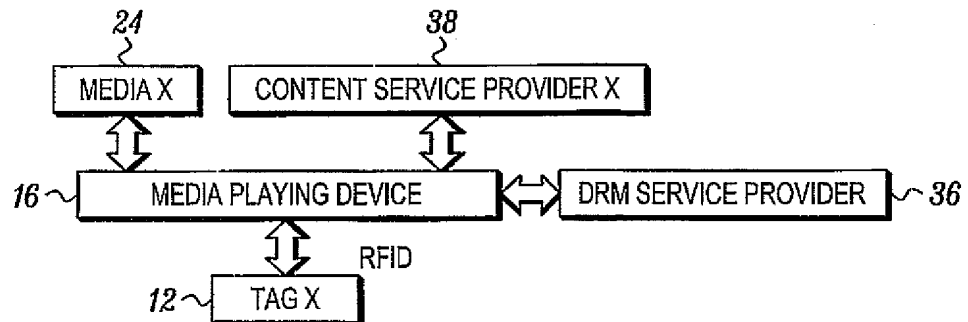 24
38
MEDIA X
CONTENT SERVICE PROVIDER X
16
MEDIA PLAYING DEVICE
DRM SERVICE PROVIDER
36
RFID
12
TAG X